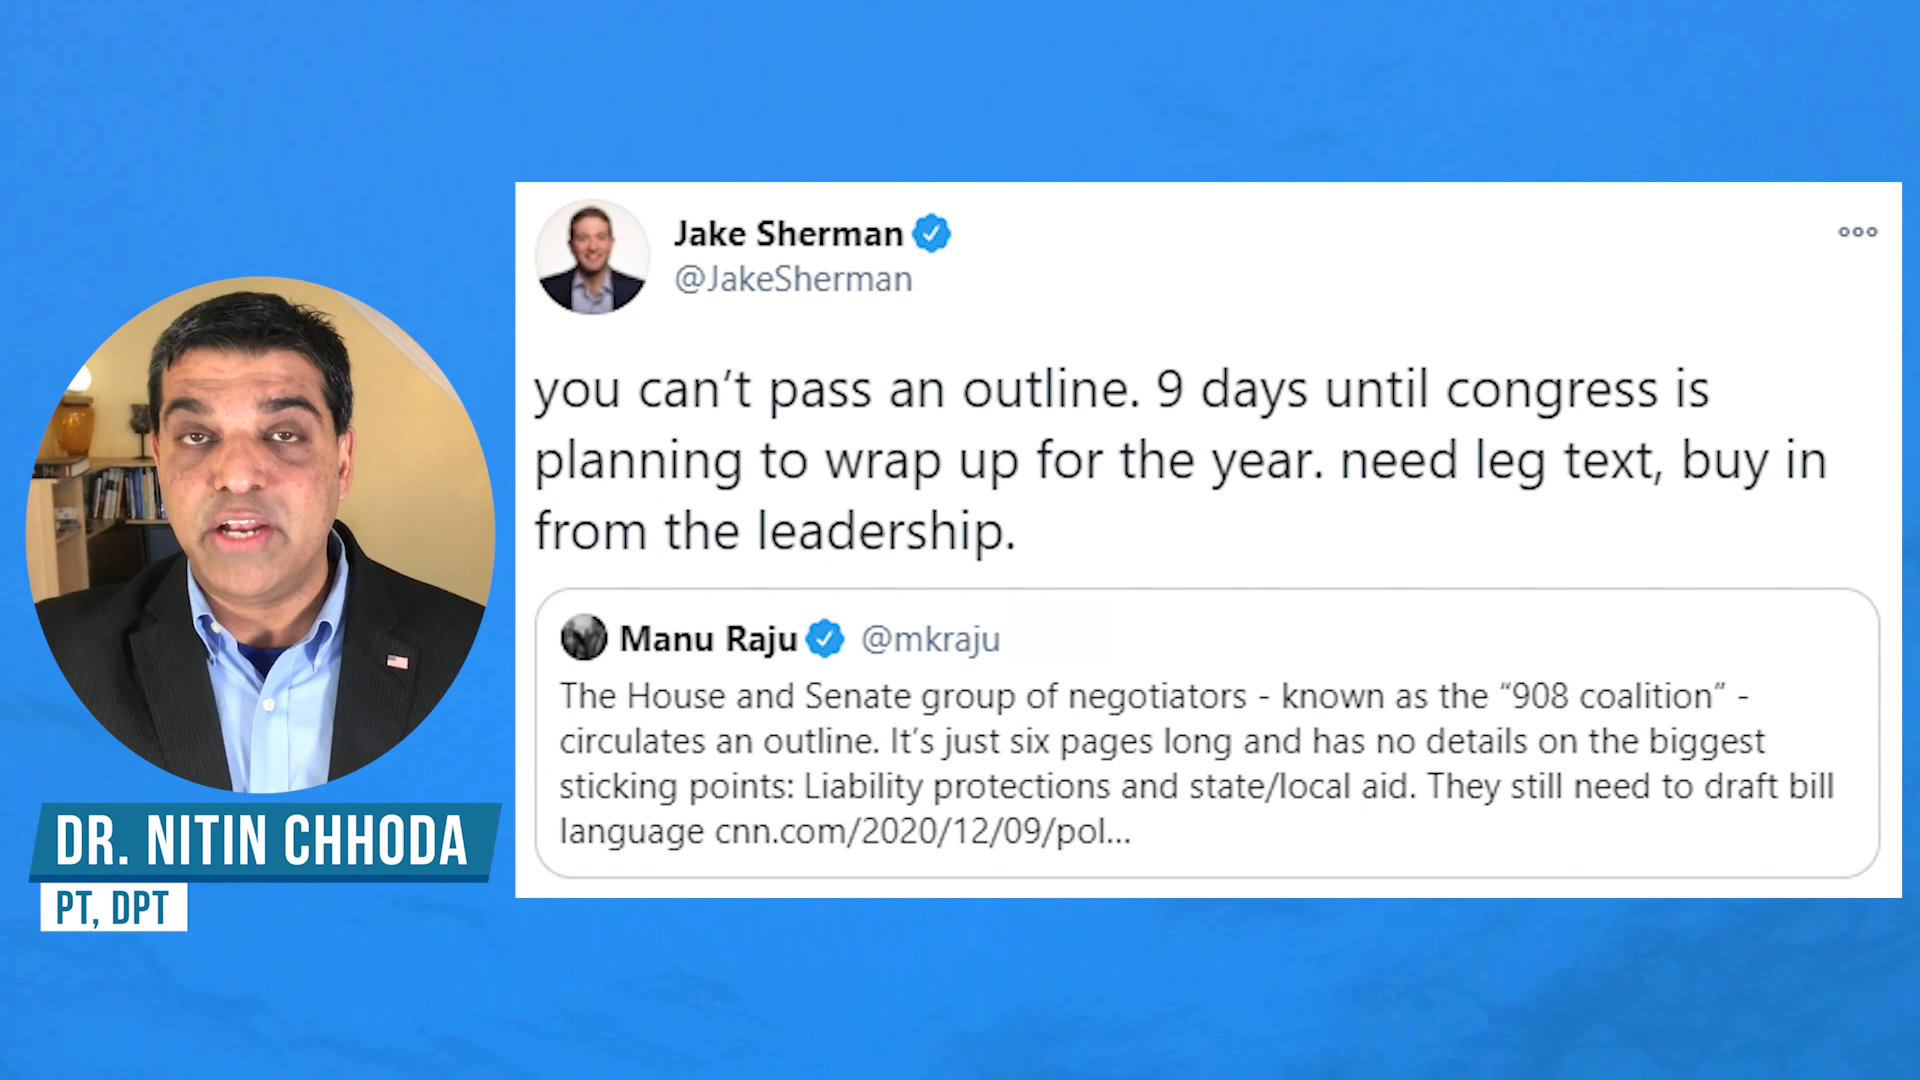 Jake Sherman
@JakeSherman
you can’t pass an outline. 9 days until congress is
planning to wrap up for the year. need leg text, buy in
from the leadership.
Manu Raju @mkraju
The House and Senate group of negotiators - known as the “908 coalition” -
circulates an outline. It’s just six pages long and has no details on the biggest
sticking points: Liability protections and state/local aid. They still need to draft bill
language cnn.com/2020/12/09/pol...
DR. NITIN CHHODA
PT, DPT